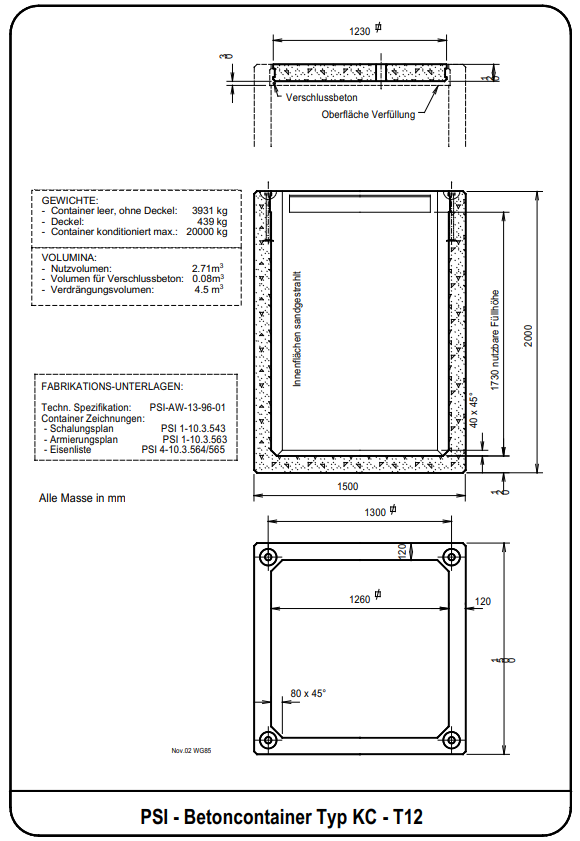 1230
30
120
Verschlussbeton
Oberfläche Verfüllung
GEWICHTE:
- Container leer, ohne Deckel: 3931 kg
- Deckel: 439 kg
- Container konditioniert max.: 20000 kg
VOLUMINA:
- Nutzvolumen: 2.71m³
- Volumen für Verschlussbeton: 0.08m³
- Verdrängungsvolumen: 4.5 m³
Innenflächen sandgestrahlt
1730 nutzbare Füllhöhe
2000
40 x 45°
FABRIKATIONS-UNTERLAGEN:
Techn. Spezifikation: PSI-AW-13-96-01
Container Zeichnungen:
- Schalungsplan PSI 1-10.3.543
- Armierungsplan PSI 1-10.3.563
- Eisenliste PSI 4-10.3.564/565
Alle Masse in mm
1500
120
1300
120
1260
120
1500
80 x 45°
Nov.02 WG85
PSI - Betoncontainer Typ KC - T12